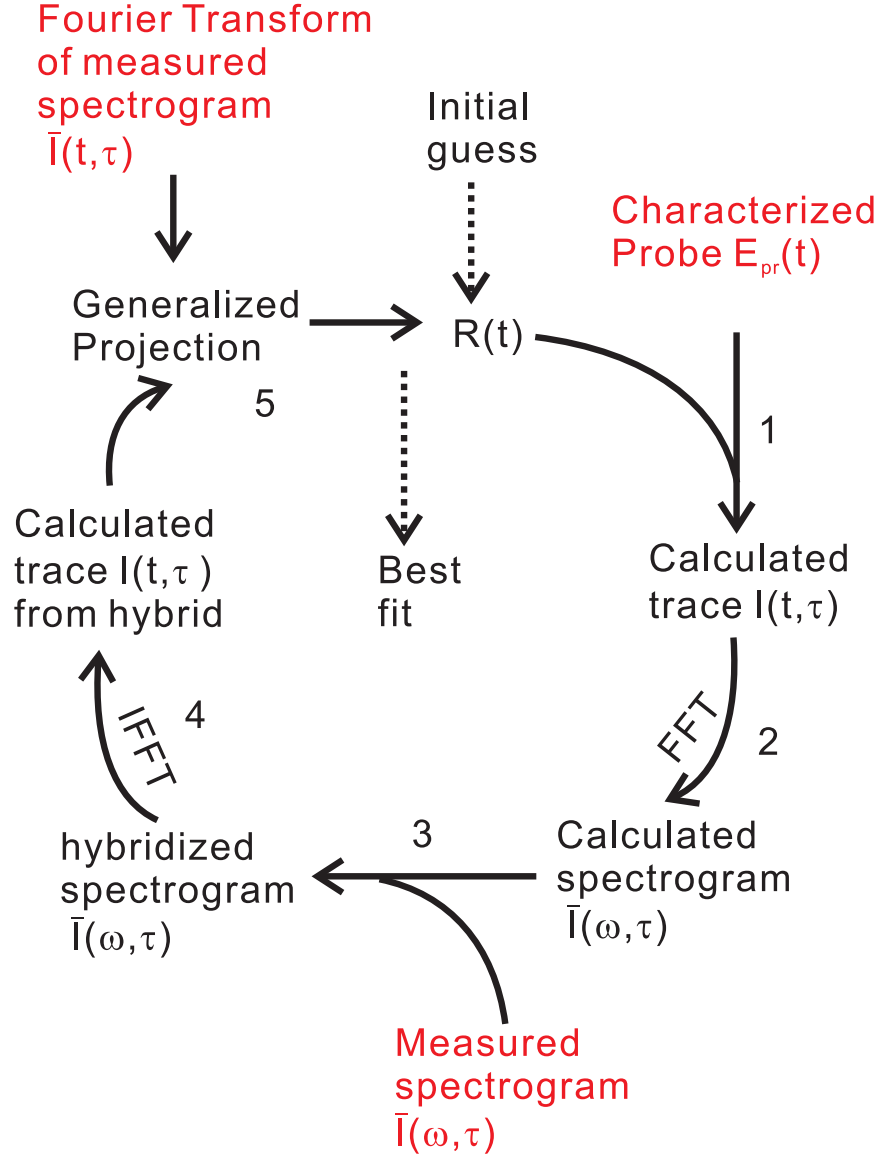 Fourier Transform
of measured
spectrogram
Ī(t,τ)
Initial
guess
Characterized
Probe Eₚᵣ(t)
Generalized
Projection
R(t)
5
1
Calculated
trace I(t,τ )
from hybrid
Best
fit
Calculated
trace I(t,τ)
IFFT
4
FFT
2
3
hybridized
spectrogram
Ī(ω,τ)
Calculated
spectrogram
Ī(ω,τ)
Measured
spectrogram
Ī(ω,τ)